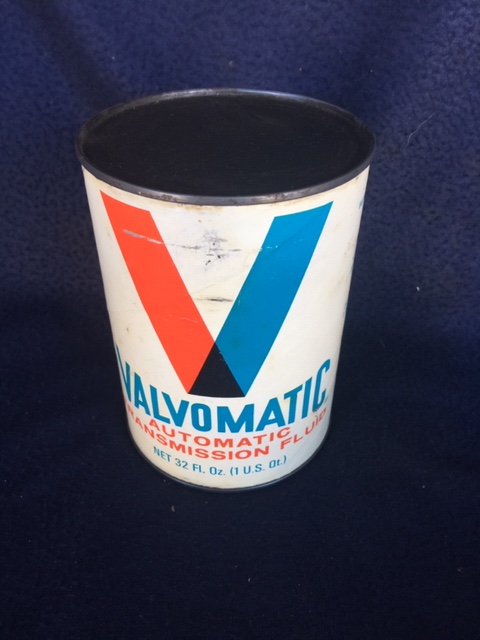 V
VALVOMATIC
AUTOMATIC
TRANSMISSION FLUID
NET 32 Fl. Oz. (1 U.S. Qt.)